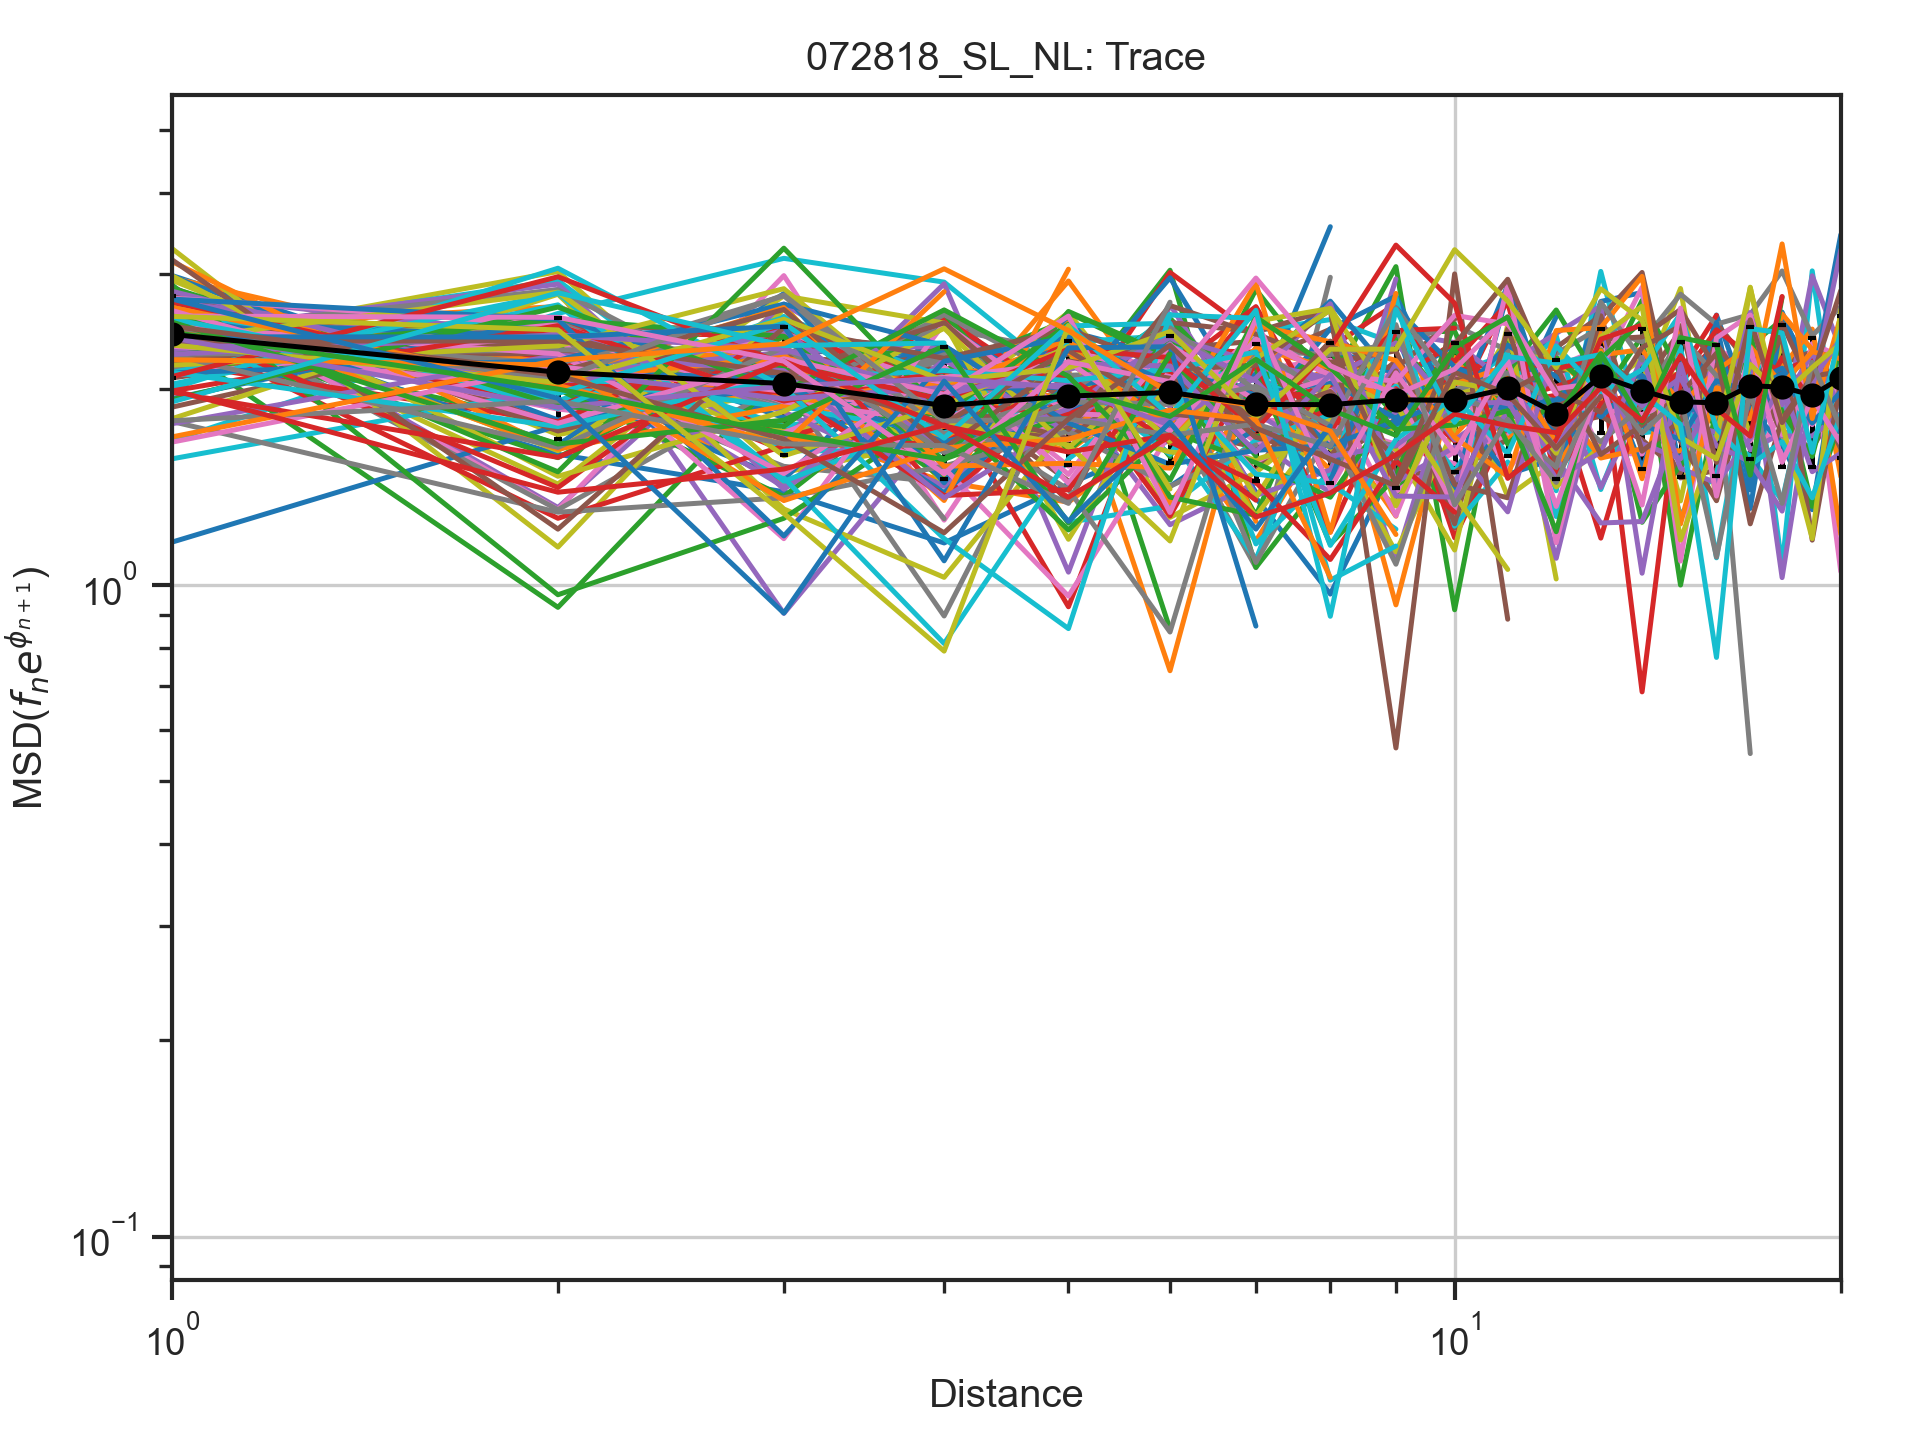 072818_SL_NL: Trace
MSD(fₙe^ϕₙ₊₁)
10⁰
10⁻¹
10⁰
10¹
Distance